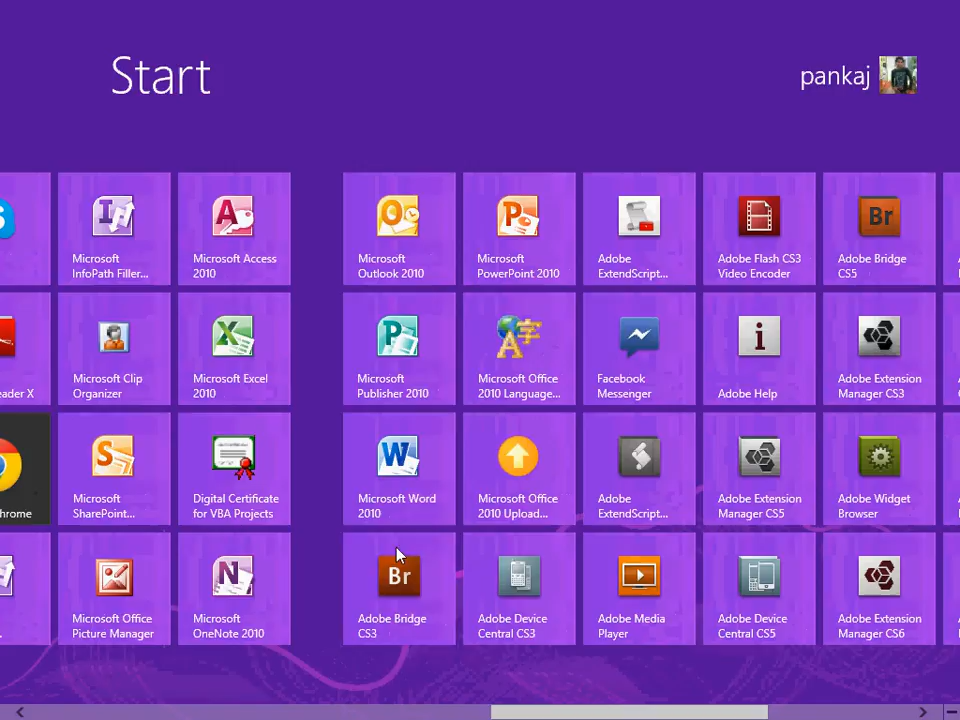 Start
pankaj
Microsoft
InfoPath Filler...
Microsoft Access
2010
Microsoft
Outlook 2010
Microsoft
PowerPoint 2010
Adobe
ExtendScript...
Adobe Flash CS3
Video Encoder
Br
Adobe Bridge
CS5
eader X
Microsoft Clip
Organizer
Microsoft Excel
2010
Microsoft
Publisher 2010
Microsoft Office
2010 Language...
Facebook
Messenger
Adobe Help
Adobe Extension
Manager CS3
hrome
Microsoft
SharePoint...
Digital Certificate
for VBA Projects
Microsoft Word
2010
Microsoft Office
2010 Upload...
Adobe
ExtendScript...
Adobe Extension
Manager CS5
Adobe Widget
Browser
Microsoft Office
Picture Manager
Microsoft
OneNote 2010
Br
Adobe Bridge
CS3
Adobe Device
Central CS3
Adobe Media
Player
Adobe Device
Central CS5
Adobe Extension
Manager CS6